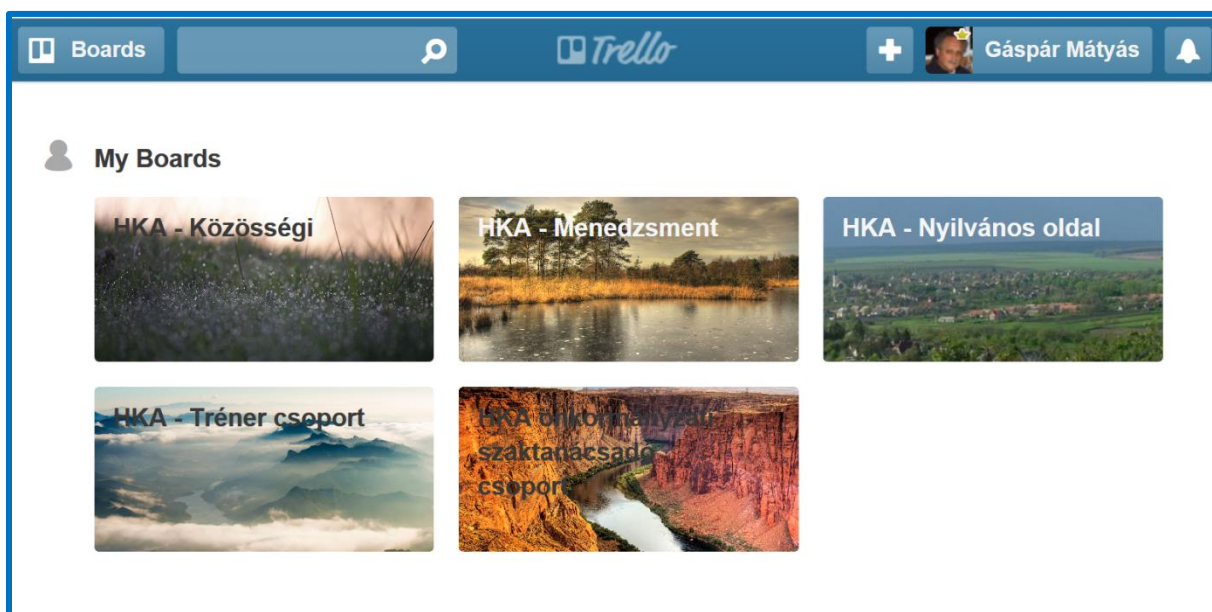 Boards
Trello
Gáspár Mátyás
My Boards
HKA - Közösségi
HKA - Menedzsment
HKA - Nyilvános oldal
HKA - Tréner csoport
HKA önkormányzati
szaktanácsadó
csoport